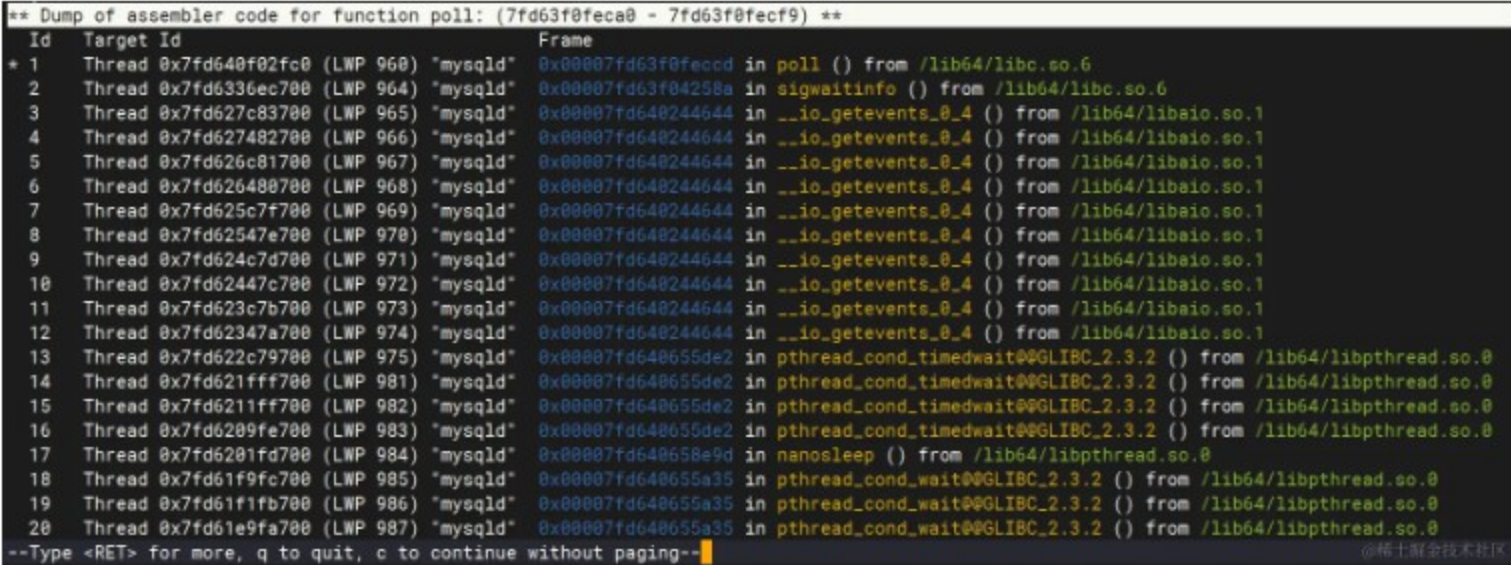 ** Dump of assembler code for function poll: (7fd63f0feca0 - 7fd63f0fecf9) **
Id Target Id Frame
* 1 Thread 0x7fd640f02fc0 (LWP 960) "mysqld" 0x00007fd63f0feccd in poll () from /lib64/libc.so.6
2 Thread 0x7fd6336ec700 (LWP 964) "mysqld" 0x00007fd63f04258a in sigwaitinfo () from /lib64/libc.so.6
3 Thread 0x7fd627c83700 (LWP 965) "mysqld" 0x00007fd640244644 in __io_getevents_0_4 () from /lib64/libaio.so.1
4 Thread 0x7fd627482700 (LWP 966) "mysqld" 0x00007fd640244644 in __io_getevents_0_4 () from /lib64/libaio.so.1
5 Thread 0x7fd626c81700 (LWP 967) "mysqld" 0x00007fd640244644 in __io_getevents_0_4 () from /lib64/libaio.so.1
6 Thread 0x7fd626480700 (LWP 968) "mysqld" 0x00007fd640244644 in __io_getevents_0_4 () from /lib64/libaio.so.1
7 Thread 0x7fd625c7f700 (LWP 969) "mysqld" 0x00007fd640244644 in __io_getevents_0_4 () from /lib64/libaio.so.1
8 Thread 0x7fd62547e700 (LWP 970) "mysqld" 0x00007fd640244644 in __io_getevents_0_4 () from /lib64/libaio.so.1
9 Thread 0x7fd624c7d700 (LWP 971) "mysqld" 0x00007fd640244644 in __io_getevents_0_4 () from /lib64/libaio.so.1
10 Thread 0x7fd62447c700 (LWP 972) "mysqld" 0x00007fd640244644 in __io_getevents_0_4 () from /lib64/libaio.so.1
11 Thread 0x7fd623c7b700 (LWP 973) "mysqld" 0x00007fd640244644 in __io_getevents_0_4 () from /lib64/libaio.so.1
12 Thread 0x7fd62347a700 (LWP 974) "mysqld" 0x00007fd640244644 in __io_getevents_0_4 () from /lib64/libaio.so.1
13 Thread 0x7fd622c79700 (LWP 975) "mysqld" 0x00007fd640655de2 in pthread_cond_timedwait@@GLIBC_2.3.2 () from /lib64/libpthread.so.0
14 Thread 0x7fd621fff700 (LWP 981) "mysqld" 0x00007fd640655de2 in pthread_cond_timedwait@@GLIBC_2.3.2 () from /lib64/libpthread.so.0
15 Thread 0x7fd6211ff700 (LWP 982) "mysqld" 0x00007fd640655de2 in pthread_cond_timedwait@@GLIBC_2.3.2 () from /lib64/libpthread.so.0
16 Thread 0x7fd6209fe700 (LWP 983) "mysqld" 0x00007fd640655de2 in pthread_cond_timedwait@@GLIBC_2.3.2 () from /lib64/libpthread.so.0
17 Thread 0x7fd6201fd700 (LWP 984) "mysqld" 0x00007fd640658e9d in nanosleep () from /lib64/libpthread.so.0
18 Thread 0x7fd61f9fc700 (LWP 985) "mysqld" 0x00007fd640655a35 in pthread_cond_wait@@GLIBC_2.3.2 () from /lib64/libpthread.so.0
19 Thread 0x7fd61f1fb700 (LWP 986) "mysqld" 0x00007fd640655a35 in pthread_cond_wait@@GLIBC_2.3.2 () from /lib64/libpthread.so.0
20 Thread 0x7fd61e9fa700 (LWP 987) "mysqld" 0x00007fd640655a35 in pthread_cond_wait@@GLIBC_2.3.2 () from /lib64/libpthread.so.0
--Type <RET> for more, q to quit, c to continue without paging--
@稀土掘金技术社区